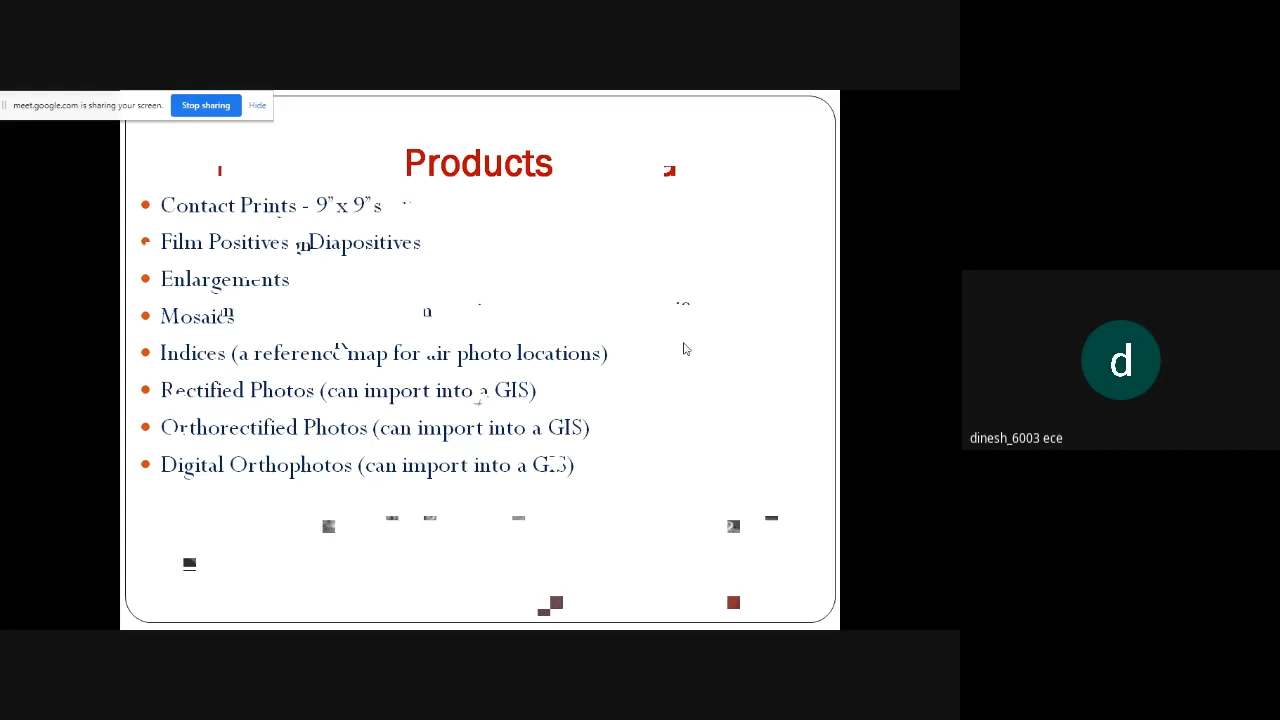 meet.google.com is sharing your screen. Stop sharing Hide
Products
Contact Prints - 9”x 9”s
Film Positives Diapositives
Enlargements
Mosaics
Indices (a reference map for air photo locations)
Rectified Photos (can import into a GIS)
Orthorectified Photos (can import into a GIS)
Digital Orthophotos (can import into a GIS)
d
dinesh_6003 ece